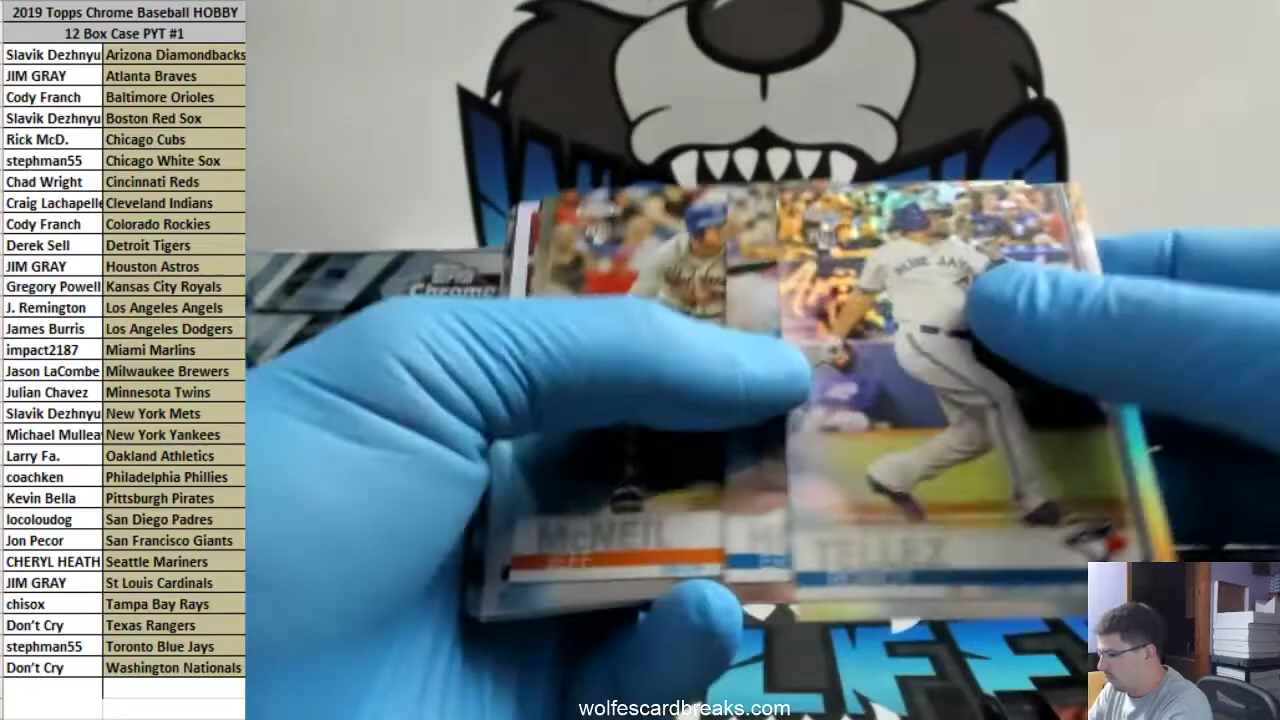 2019 Topps Chrome Baseball HOBBY
12 Box Case PYT #1
Slavik Dezhnyu Arizona Diamondbacks
JIM GRAY Atlanta Braves
Cody Franch Baltimore Orioles
Slavik Dezhnyu Boston Red Sox
Rick McD. Chicago Cubs
stephman55 Chicago White Sox
Chad Wright Cincinnati Reds
Craig Lachapelle Cleveland Indians
Cody Franch Colorado Rockies
Derek Sell Detroit Tigers
JIM GRAY Houston Astros
Gregory Powell Kansas City Royals
J. Remington Los Angeles Angels
James Burris Los Angeles Dodgers
impact2187 Miami Marlins
Jason LaCombe Milwaukee Brewers
Julian Chavez Minnesota Twins
Slavik Dezhnyu New York Mets
Michael Mullea New York Yankees
Larry Fa. Oakland Athletics
coachken Philadelphia Phillies
Kevin Bella Pittsburgh Pirates
locoloudog San Diego Padres
Jon Pecor San Francisco Giants
CHERYL HEATH Seattle Mariners
JIM GRAY St Louis Cardinals
chisox Tampa Bay Rays
Don't Cry Texas Rangers
stephman55 Toronto Blue Jays
Don't Cry Washington Nationals
Chrome
BLUE JAYS
McNEIL
JEFF
TELLEZ
wolfescardbreaks.com